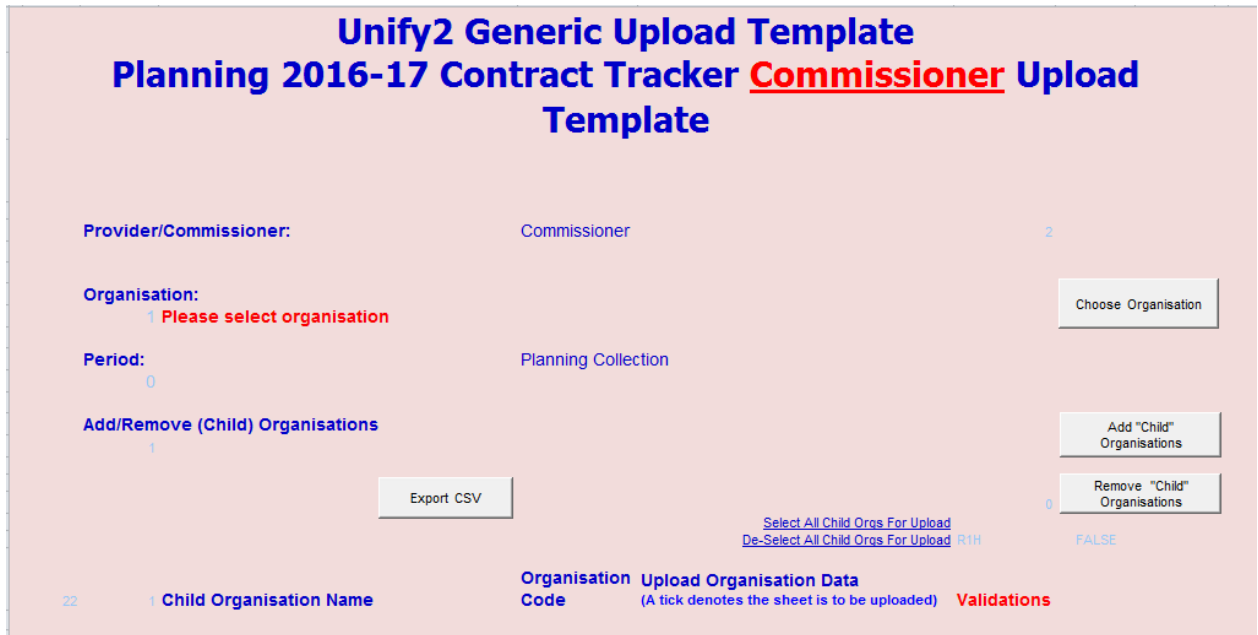 Unify2 Generic Upload Template
Planning 2016-17 Contract Tracker Commissioner Upload
Template
Provider/Commissioner: Commissioner 2
Organisation:
1 Please select organisation
Choose Organisation
Period: Planning Collection
0
Add/Remove (Child) Organisations
1
Add "Child"
Organisations
Export CSV
0
Remove "Child"
Organisations
Select All Child Orgs For Upload
De-Select All Child Orgs For Upload R1H FALSE
22 1 Child Organisation Name
Organisation
Code
Upload Organisation Data
(A tick denotes the sheet is to be uploaded)
Validations